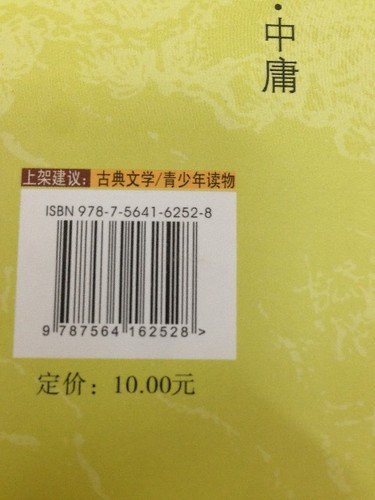 ·中庸
上架建议：古典文学/青少年读物
ISBN 978-7-5641-6252-8
9 787564 162528 >
定价：10.00元